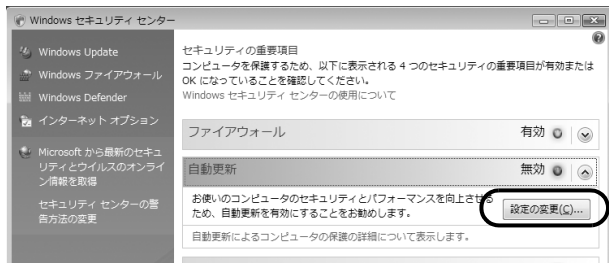 Windows セキュリティ センター
Windows Update
Windows ファイアウォール
Windows Defender
インターネット オプション
Microsoft から最新のセキュ
リティとウイルスのオンライ
ン情報を取得
セキュリティ センターの警
告方法の変更
セキュリティの重要項目
コンピュータを保護するため、以下に表示される 4 つのセキュリティの重要項目が有効または
OK になっていることを確認してください。
Windows セキュリティ センターの使用について
ファイアウォール 有効
自動更新 無効
お使いのコンピュータのセキュリティとパフォーマンスを向上させる
ため、自動更新を有効にすることをお勧めします。
設定の変更(C)...
自動更新によるコンピュータの保護の詳細について表示します。